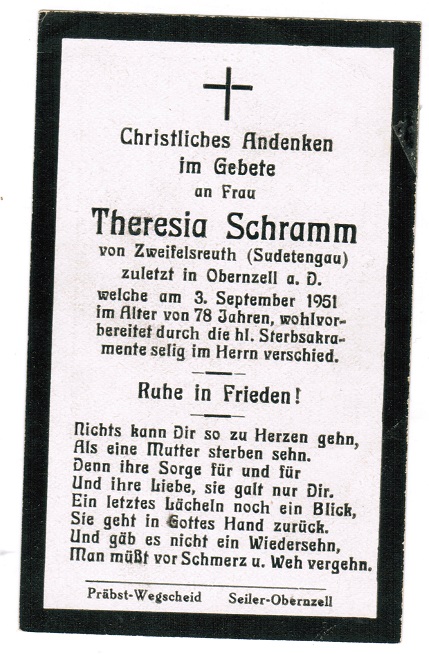 Christliches Andenken
im Gebete
an Frau
Theresia Schramm
von Zweifelsreuth (Sudetengau)
zuletzt in Obernzell a. D.
welche am 3. September 1951
im Alter von 78 Jahren, wohlvor-
bereitet durch die hl. Sterbsakra-
mente selig im Herrn verschied.
Ruhe in Frieden!
Nichts kann Dir so zu Herzen gehn,
Als eine Mutter sterben sehn.
Denn ihre Sorge für und für
Und ihre Liebe, sie galt nur Dir.
Ein letztes Lächeln noch ein Blick,
Sie geht in Gottes Hand zurück.
Und gäb es nicht ein Wiedersehn,
Man müßt vor Schmerz u. Weh vergehn.
Präbst-Wegscheid Seiler-Obernzell